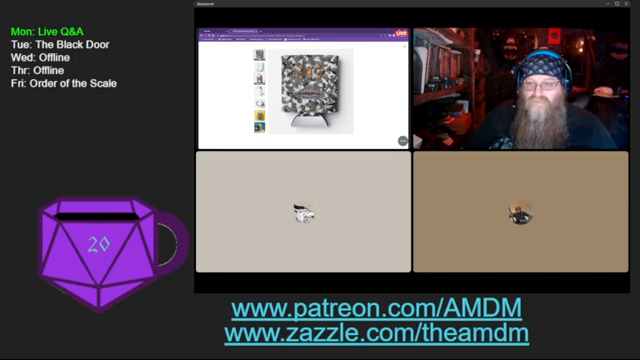 Mon: Live Q&A
Tue: The Black Door
Wed: Offline
Thr: Offline
Fri: Order of the Scale
LIVE
20
www.patreon.com/AMDM
www.zazzle.com/theamdm